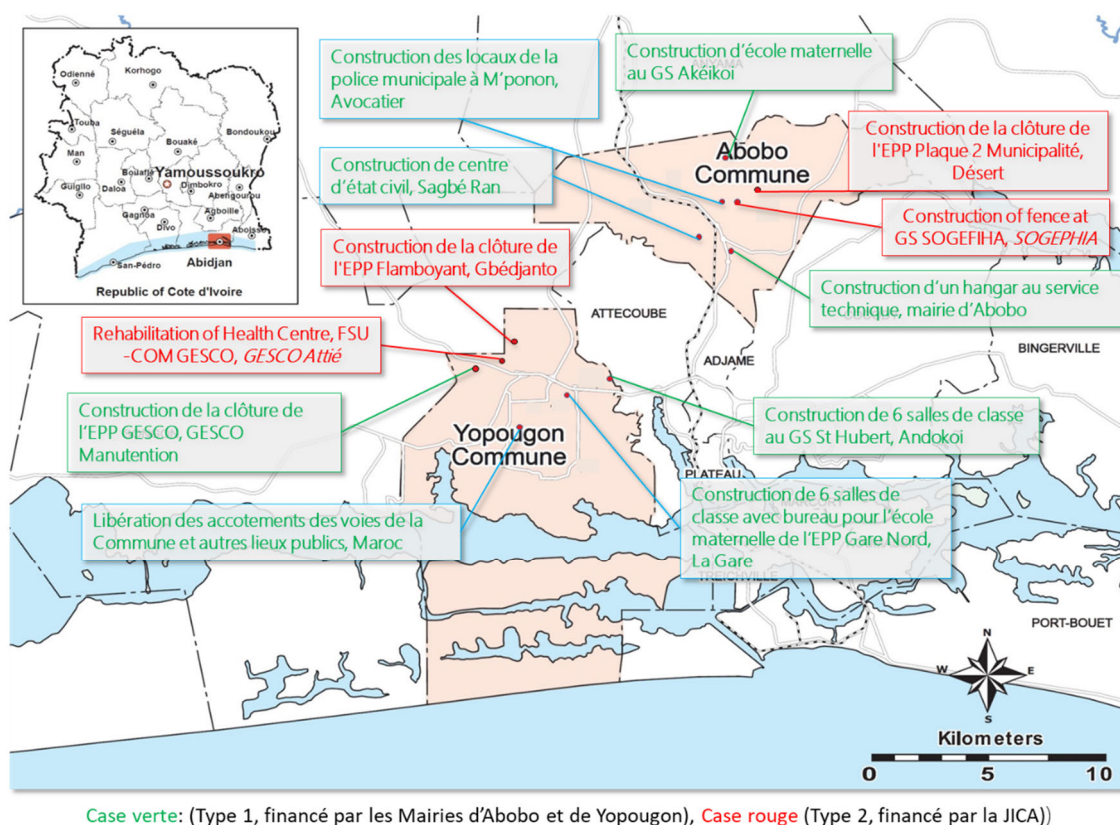 Odienné
Korhogo
Touba
Séguéla
Bouaké
Bondoukou
Man
Yamoussoukro
Guiglo
Daloa
Bouaflé
Dimbokro
Abengourou
Gagnoa
Divo
Agboille
Aboisso
San-Pédro
Abidjan
Republic of Cote d'Ivoire
Construction des locaux de la
police municipale à M'ponon,
Avocatier
Construction d'école maternelle
au GS Akéikoi
Construction de centre
d'état civil, Sagbé Ran
Abobo
Commune
Construction de la clôture de
l'EPP Plaque 2 Municipalité,
Désert
Construction of fence at
GS SOGEFIHA, SOGEPHIA
Construction de la clôture de
l'EPP Flamboyant, Gbédjanto
Construction d'un hangar au service
technique, mairie d'Abobo
ATTECOUBE
ADJAME
BINGERVILLE
Rehabilitation of Health Centre, FSU
-COM GESCO, GESCO Attié
Construction de la clôture de
l'EPP GESCO, GESCO
Manutention
Yopougon
Commune
Construction de 6 salles de classe
au GS St Hubert, Andokoi
PLATEAU
Libération des accotements des voies de la
Commune et autres lieux publics, Maroc
Construction de 6 salles de
classe avec bureau pour l'école
maternelle de l'EPP Gare Nord,
La Gare
TREICHVILLE
PORT-BOUET
N
W E
S
Kilometers
0 5 10
Case verte: (Type 1, financé par les Mairies d'Abobo et de Yopougon), Case rouge (Type 2, financé par la JICA))